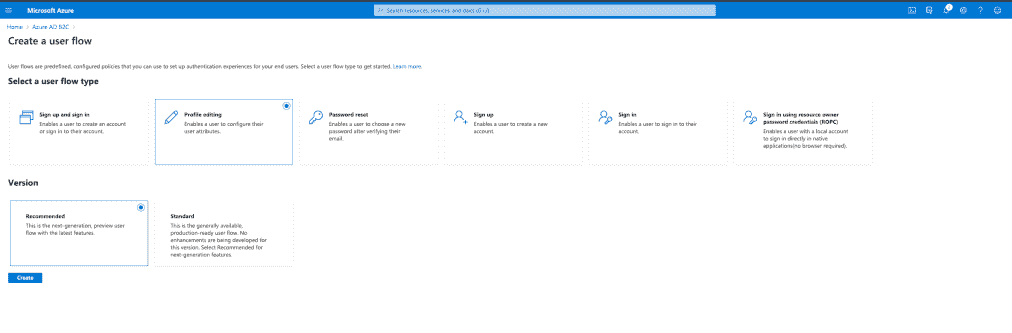 Microsoft Azure
Search resources, services, and docs (G+/)
Home > Azure AD B2C >
Create a user flow
User flows are predefined, configured policies that you can use to set up authentication experiences for your end users. Select a user flow type to get started. Learn more.
Select a user flow type
Sign up and sign in
Enables a user to create an account
or sign in to their account.
Profile editing
Enables a user to configure their
user attributes.
Password reset
Enables a user to choose a new
password after verifying their
email.
Sign up
Enables a user to create a new
account.
Sign in
Enables a user to sign in to their
account.
Sign in using resource owner
password credentials (ROPC)
Enables a user with a local account
to sign in directly in native
applications(no browser required).
Version
Recommended
This is the next-generation, preview user
flow with the latest features
Standard
This is the generally available,
production-ready user flow. No
enhancements are being developed for
this version. Select Recommended for
next-generation features.
Create